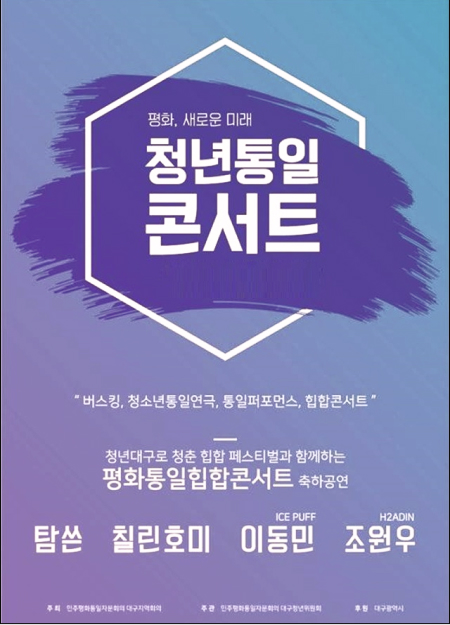 평화, 새로운 미래
청년통일
콘서트
" 버스킹, 청소년통일연극, 통일퍼포먼스, 힙합콘서트 "
청년대구로 청춘 힙합 페스티벌과 함께하는
평화통일힙합콘서트 축하공연
ICE PUFF H2ADIN
탐쓴 칠린호미 이동민 조원우
주 최 민주평화통일자문회의 대구지역회의 주 관 민주평화통일자문회의 대구청년위원회 후 원 대구광역시